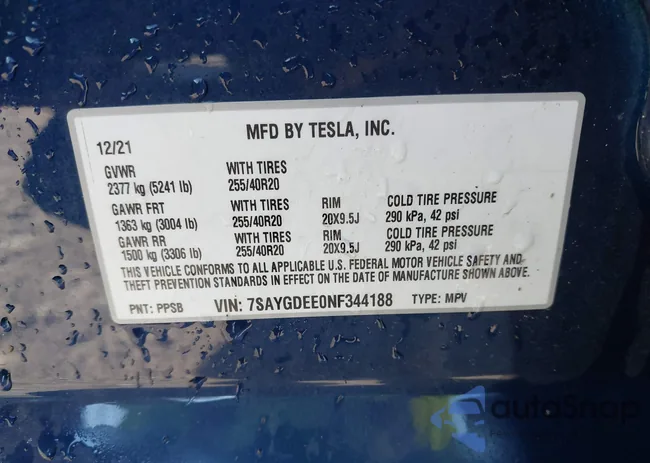 MFD BY TESLA, INC.
12/21
GVWR WITH TIRES
2377 kg (5241 lb) 255/40R20
GAWR FRT WITH TIRES RIM COLD TIRE PRESSURE
1363 kg (3004 lb) 255/40R20 20X9.5J 290 kPa, 42 psi
GAWR RR WITH TIRES RIM COLD TIRE PRESSURE
1500 kg (3306 lb) 255/40R20 20X9.5J 290 kPa, 42 psi
THIS VEHICLE CONFORMS TO ALL APPLICABLE U.S. FEDERAL MOTOR VEHICLE SAFETY AND
THEFT PREVENTION STANDARDS IN EFFECT ON THE DATE OF MANUFACTURE SHOWN ABOVE.
PNT: PPSB VIN: 7SAYGDEE0NF344188 TYPE: MPV
autoSnap